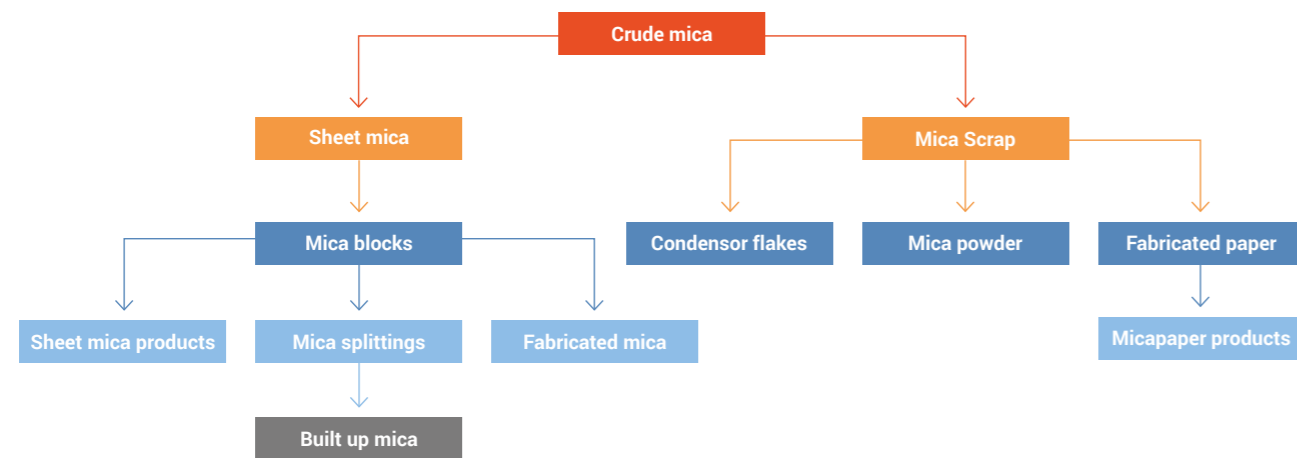 Crude mica
Sheet mica
Mica Scrap
Mica blocks
Condensor flakes
Mica powder
Fabricated paper
Sheet mica products
Mica splittings
Fabricated mica
Micapaper products
Built up mica